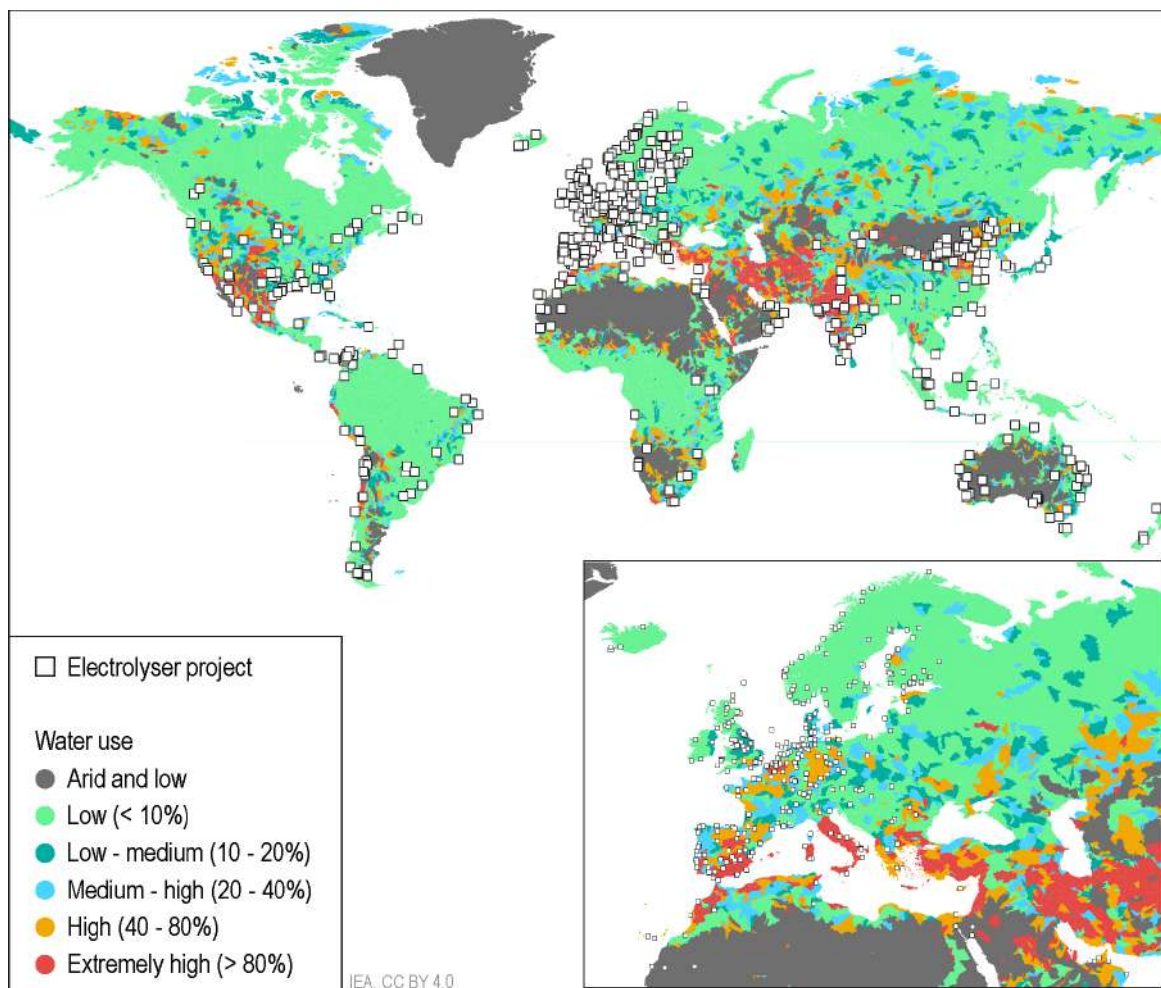 Electrolyser project
Water use
Arid and low
Low (< 10%)
Low - medium (10 - 20%)
Medium - high (20 - 40%)
High (40 - 80%)
Extremely high (> 80%)
IEA. CC BY 4.0